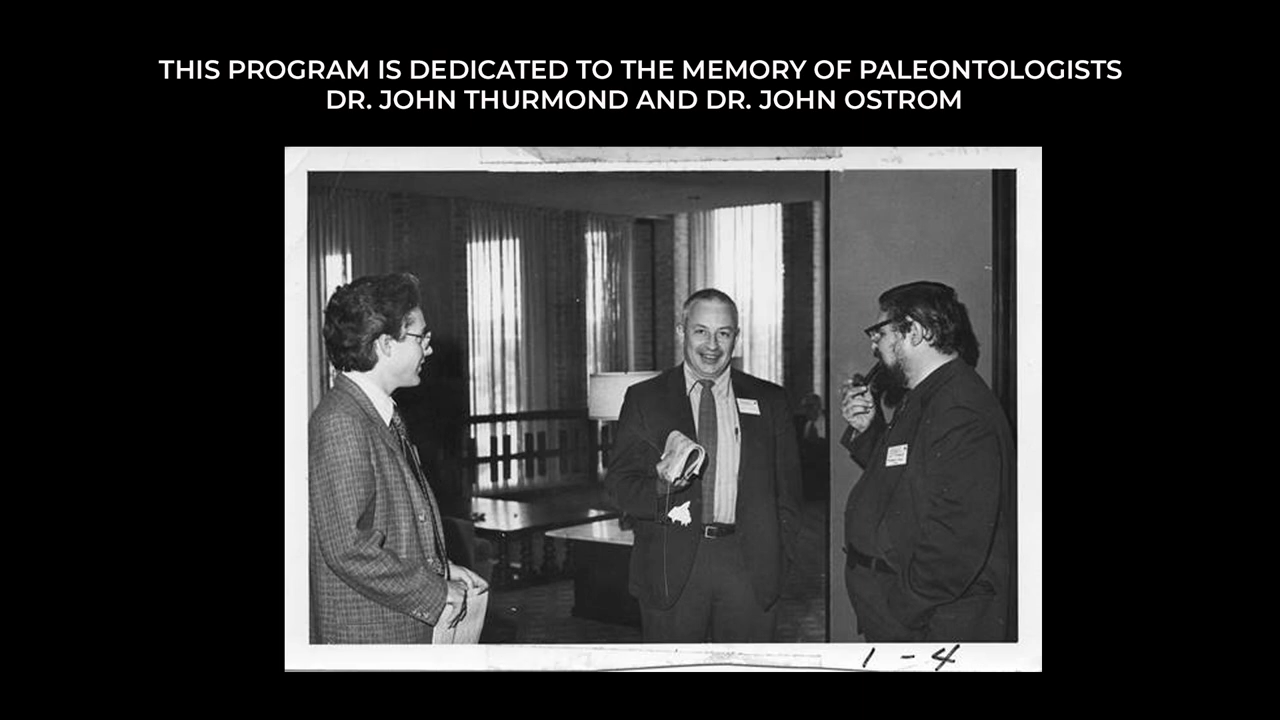 THIS PROGRAM IS DEDICATED TO THE MEMORY OF PALEONTOLOGISTS
DR. JOHN THURMOND AND DR. JOHN OSTROM
1 - 4